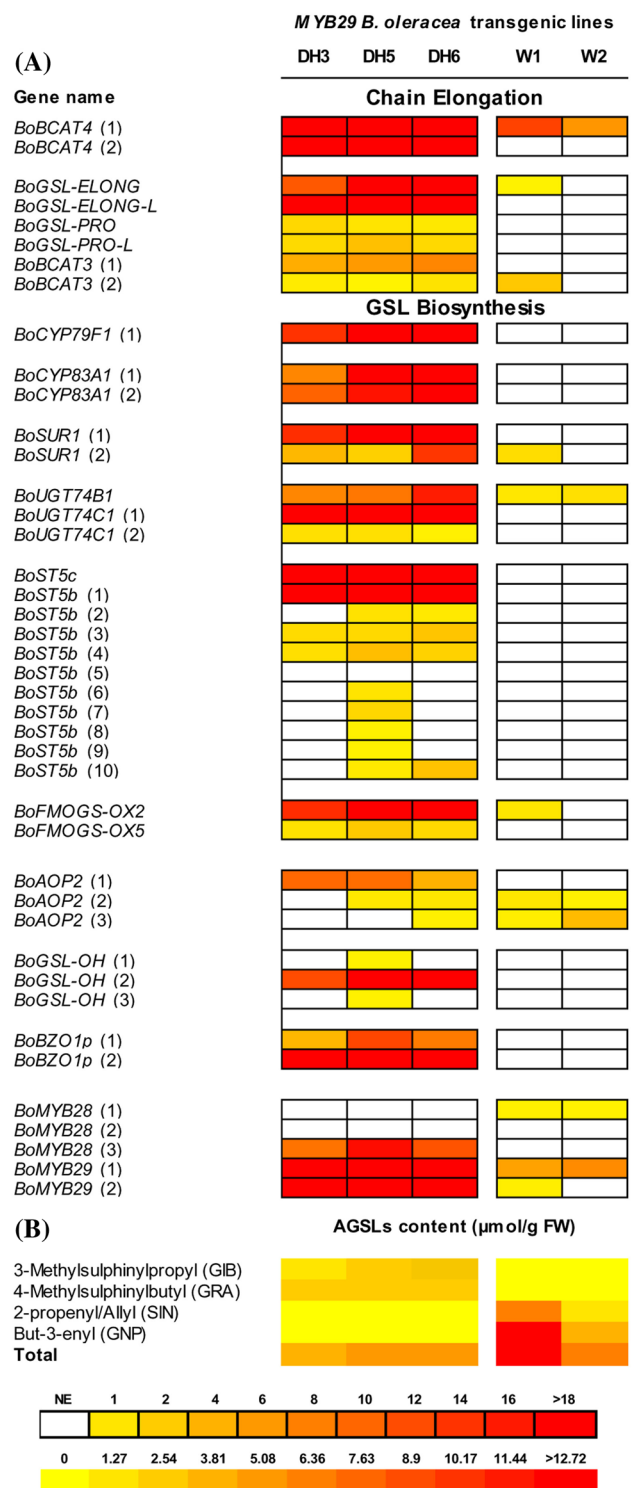 MYB29 B. oleracea transgenic lines
(A)
DH3 DH5 DH6 W1 W2
Gene name
Chain Elongation
BoBCAT4 (1)
BoBCAT4 (2)
BoGSL-ELONG
BoGSL-ELONG-L
BoGSL-PRO
BoGSL-PRO-L
BoBCAT3 (1)
BoBCAT3 (2)
GSL Biosynthesis
BoCYP79F1 (1)
BoCYP83A1 (1)
BoCYP83A1 (2)
BoSUR1 (1)
BoSUR1 (2)
BoUGT74B1
BoUGT74C1 (1)
BoUGT74C1 (2)
BoST5c
BoST5b (1)
BoST5b (2)
BoST5b (3)
BoST5b (4)
BoST5b (5)
BoST5b (6)
BoST5b (7)
BoST5b (8)
BoST5b (9)
BoST5b (10)
BoFMOGS-OX2
BoFMOGS-OX5
BoAOP2 (1)
BoAOP2 (2)
BoAOP2 (3)
BoGSL-OH (1)
BoGSL-OH (2)
BoGSL-OH (3)
BoBZO1p (1)
BoBZO1p (2)
BoMYB28 (1)
BoMYB28 (2)
BoMYB28 (3)
BoMYB29 (1)
BoMYB29 (2)
(B)
AGSLs content (µmol/g FW)
3-Methylsulphinylpropyl (GIB)
4-Methylsulphinylbutyl (GRA)
2-propenyl/Allyl (SIN)
But-3-enyl (GNP)
Total
NE 1 2 4 6 8 10 12 14 16 >18
0 1.27 2.54 3.81 5.08 6.36 7.63 8.9 10.17 11.44 >12.72